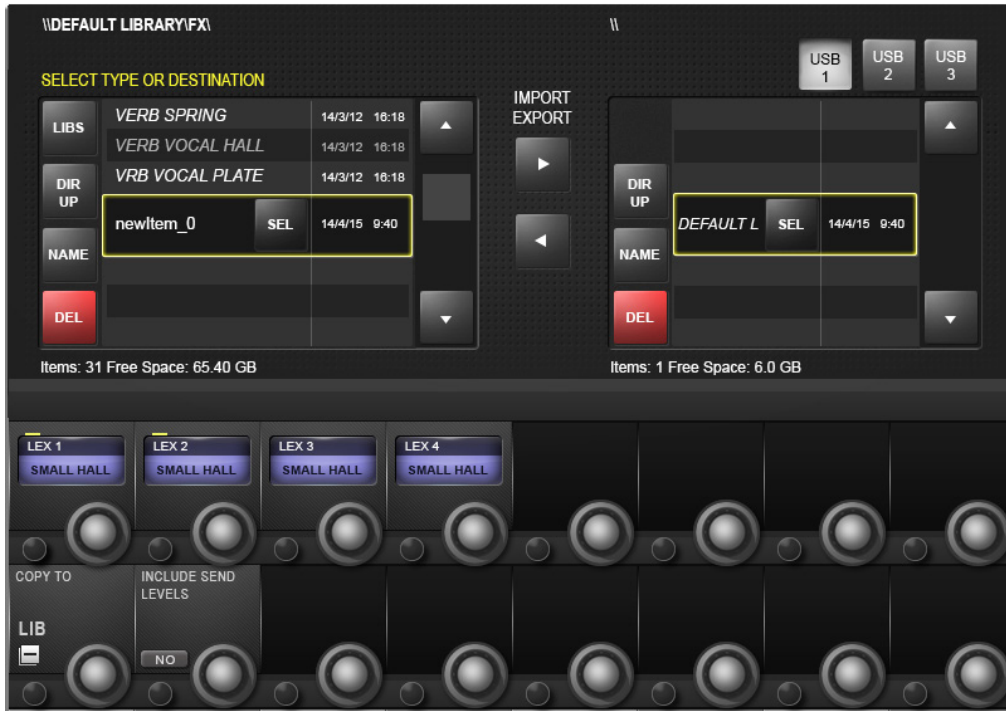 \\DEFAULT LIBRARY\FX\
\\
USB 1
USB 2
USB 3
SELECT TYPE OR DESTINATION
IMPORT
EXPORT
LIBS
VERB SPRING 14/3/12 16:18
VERB VOCAL HALL 14/3/12 16:18
DIR UP
VRB VOCAL PLATE 14/3/12 16:18
newItem_0 SEL 14/4/15 9:40
NAME
DEL
DIR UP
DEFAULT L SEL 14/4/15 9:40
NAME
DEL
Items: 31 Free Space: 65.40 GB
Items: 1 Free Space: 6.0 GB
LEX 1
SMALL HALL
LEX 2
SMALL HALL
LEX 3
SMALL HALL
LEX 4
SMALL HALL
COPY TO
LIB
INCLUDE SEND
LEVELS
NO